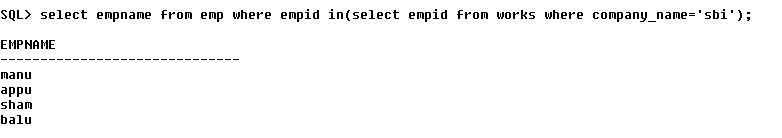 SQL> select empname from emp where empid in(select empid from works where company_name='sbi');
EMPNAME
------------------------------
manu
appu
sham
balu